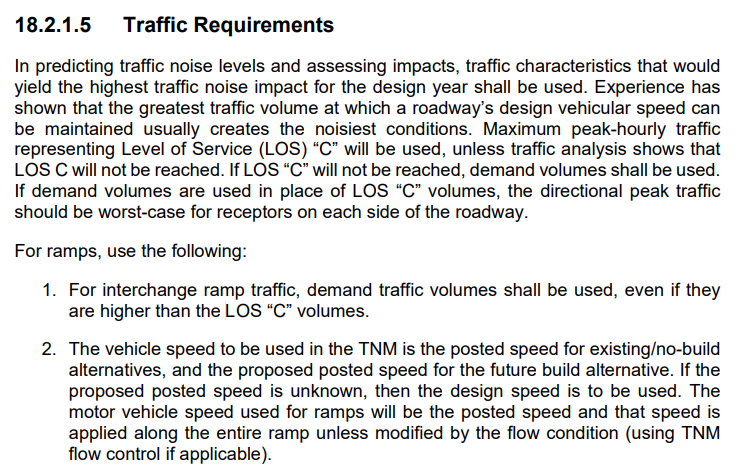 18.2.1.5 Traffic Requirements
In predicting traffic noise levels and assessing impacts, traffic characteristics that would
yield the highest traffic noise impact for the design year shall be used. Experience has
shown that the greatest traffic volume at which a roadway’s design vehicular speed can
be maintained usually creates the noisiest conditions. Maximum peak-hourly traffic
representing Level of Service (LOS) “C” will be used, unless traffic analysis shows that
LOS C will not be reached. If LOS “C” will not be reached, demand volumes shall be used.
If demand volumes are used in place of LOS “C” volumes, the directional peak traffic
should be worst-case for receptors on each side of the roadway.
For ramps, use the following:
1. For interchange ramp traffic, demand traffic volumes shall be used, even if they
are higher than the LOS “C” volumes.
2. The vehicle speed to be used in the TNM is the posted speed for existing/no-build
alternatives, and the proposed posted speed for the future build alternative. If the
proposed posted speed is unknown, then the design speed is to be used. The
motor vehicle speed used for ramps will be the posted speed and that speed is
applied along the entire ramp unless modified by the flow condition (using TNM
flow control if applicable).